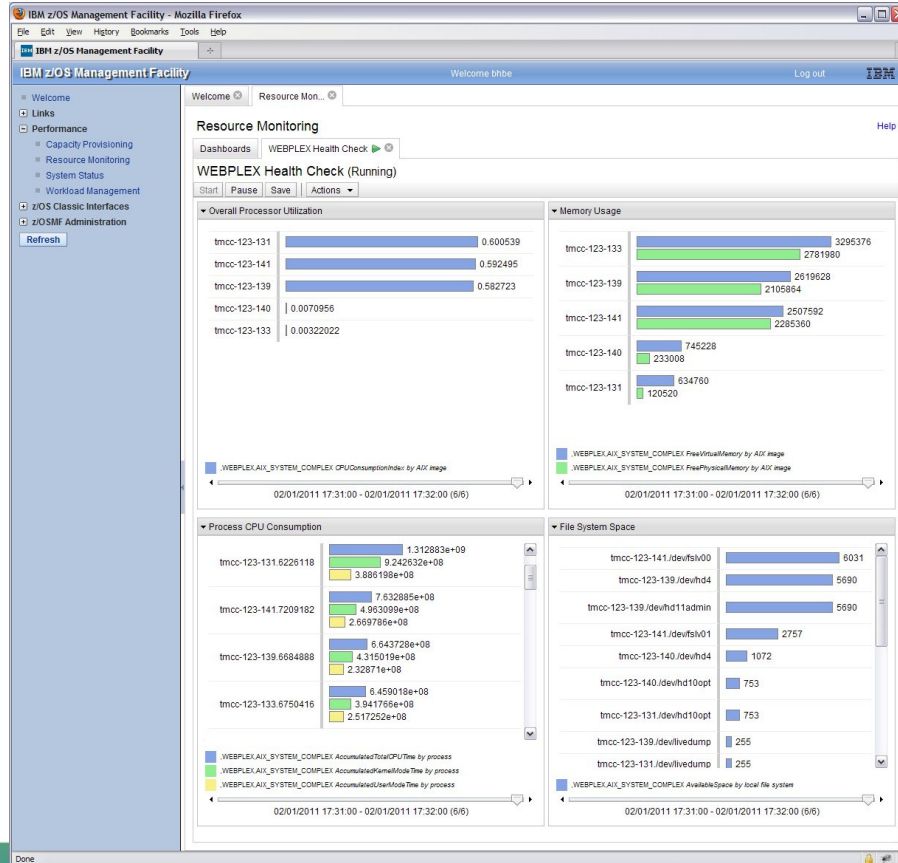 IBM z/OS Management Facility - Mozilla Firefox
File Edit View History Bookmarks Tools Help
IBM z/OS Management Facility
IBM z/OS Management Facility Welcome bhbe Log out IBM
Welcome
Links
Performance
Capacity Provisioning
Resource Monitoring
System Status
Workload Management
z/OS Classic Interfaces
z/OSMF Administration
Refresh
Welcome Resource Mon...
Resource Monitoring Help
Dashboards WEBPLEX Health Check
WEBPLEX Health Check (Running)
Start Pause Save Actions
Overall Processor Utilization
tmcc-123-131 0.600539
tmcc-123-141 0.592495
tmcc-123-139 0.582723
tmcc-123-140 0.0070956
tmcc-123-133 0.00322022
,WEBPLEX,AIX_SYSTEM_COMPLEX CPUConsumptionIndex by AIX image
02/01/2011 17:31:00 - 02/01/2011 17:32:00 (6/6)
Memory Usage
tmcc-123-133 3295376
2781980
tmcc-123-139 2619628
2105864
tmcc-123-141 2507592
2285360
tmcc-123-140 745228
233008
tmcc-123-131 634760
120520
,WEBPLEX,AIX_SYSTEM_COMPLEX FreeVirtualMemory by AIX image
,WEBPLEX,AIX_SYSTEM_COMPLEX FreePhysicalMemory by AIX image
02/01/2011 17:31:00 - 02/01/2011 17:32:00 (6/6)
Process CPU Consumption
tmcc-123-131.6226118 1.312883e+09
9.242632e+08
3.886198e+08
tmcc-123-141.7209182 7.632885e+08
4.963099e+08
2.669786e+08
tmcc-123-139.6684888 6.643728e+08
4.315019e+08
2.32871e+08
tmcc-123-133.6750416 6.459018e+08
3.941766e+08
2.517252e+08
,WEBPLEX,AIX_SYSTEM_COMPLEX AccumulatedTotalCPUTime by process
,WEBPLEX,AIX_SYSTEM_COMPLEX AccumulatedKernelModeTime by process
,WEBPLEX,AIX_SYSTEM_COMPLEX AccumulatedUserModeTime by process
02/01/2011 17:31:00 - 02/01/2011 17:32:00 (6/6)
File System Space
tmcc-123-141./dev/fslv00 6031
tmcc-123-139./dev/hd4 5690
tmcc-123-139./dev/hd11admin 5690
tmcc-123-141./dev/fslv01 2757
tmcc-123-140./dev/hd4 1072
tmcc-123-140./dev/hd10opt 753
tmcc-123-131./dev/hd10opt 753
tmcc-123-139./dev/livedump 255
tmcc-123-131./dev/livedump 255
,WEBPLEX,AIX_SYSTEM_COMPLEX AvailableSpace by local file system
02/01/2011 17:31:00 - 02/01/2011 17:32:00 (6/6)
Done